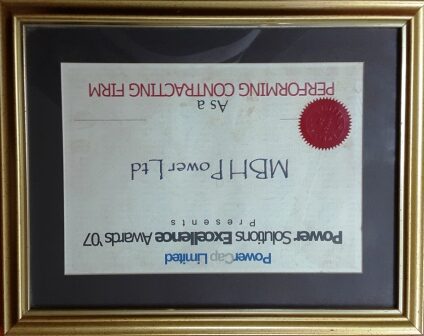 PowerCap Limited
Power Solutions Excellence Awards '07
Presents
MBH Power Ltd
As a
PERFORMING CONTRACTING FIRM